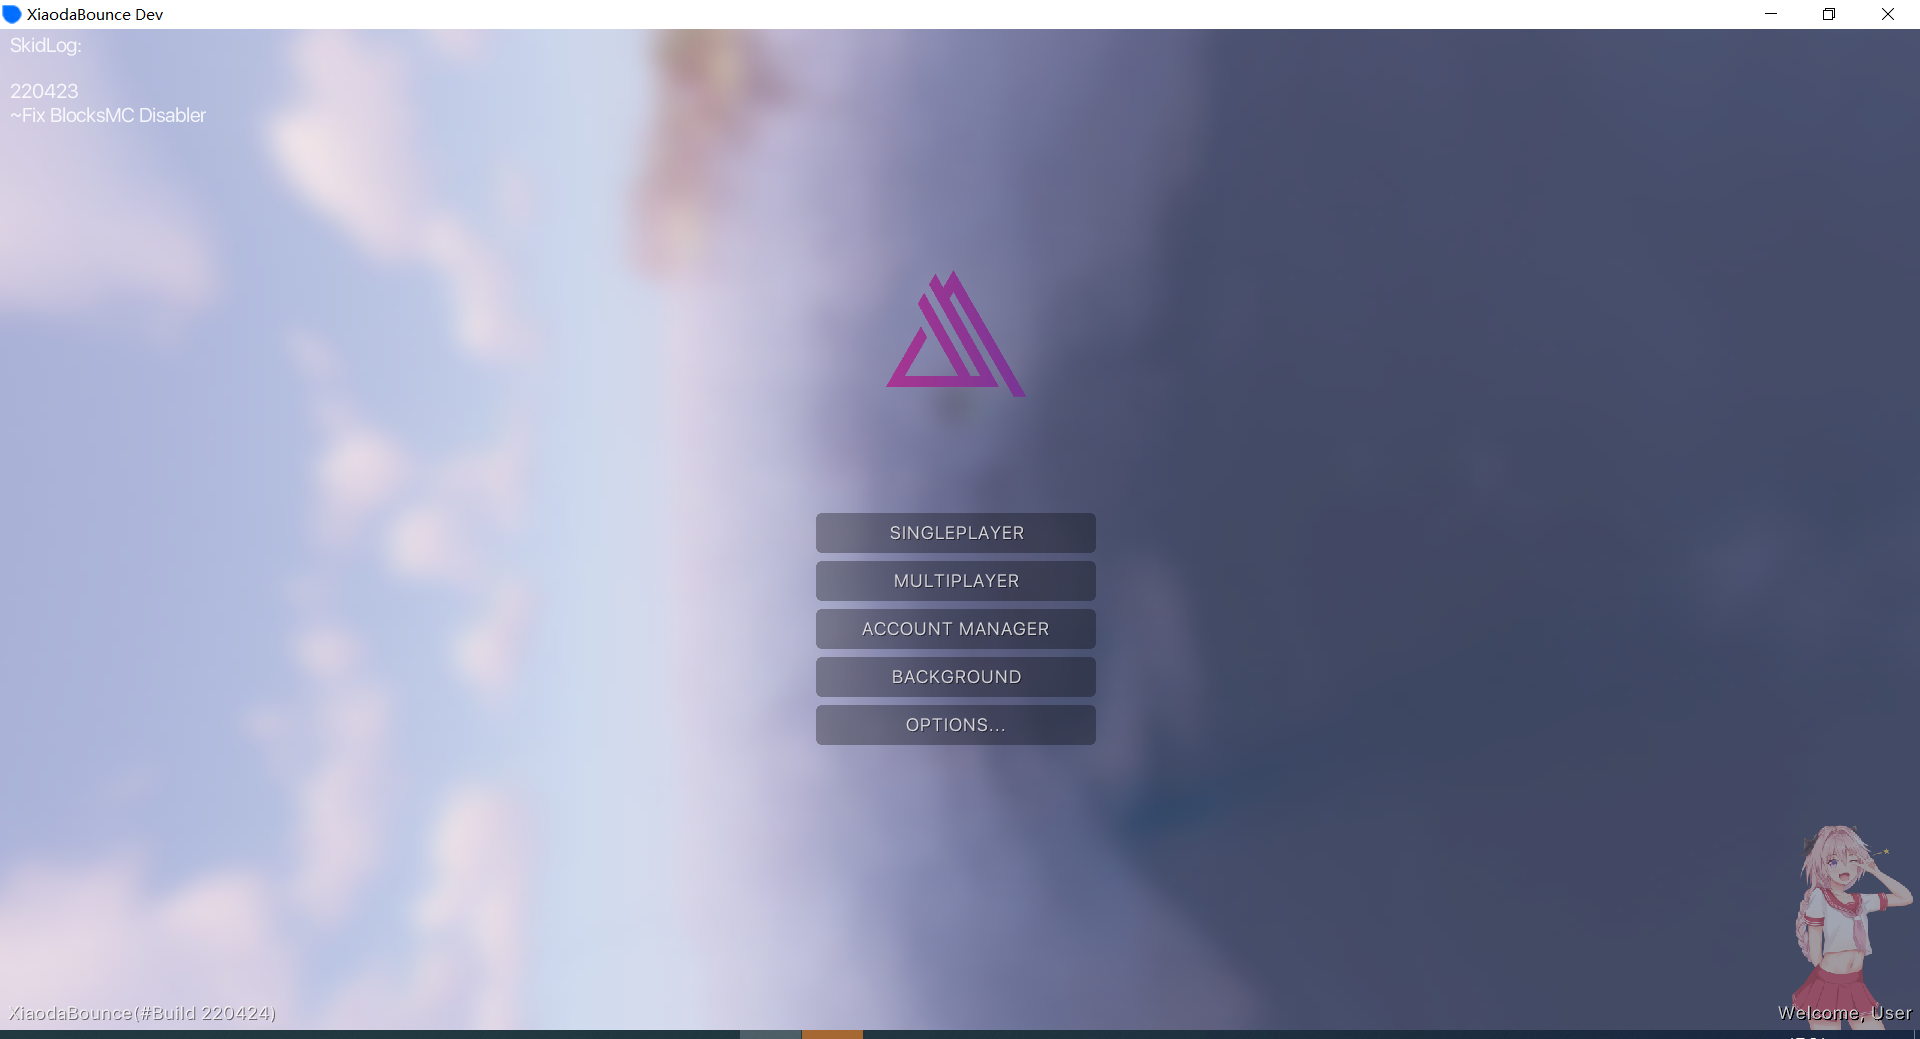 XiaodaBounce Dev
SkidLog:
220423
~Fix BlocksMC Disabler
SINGLEPLAYER
MULTIPLAYER
ACCOUNT MANAGER
BACKGROUND
OPTIONS...
XiaodaBounce(#Build 220424)
Welcome, User